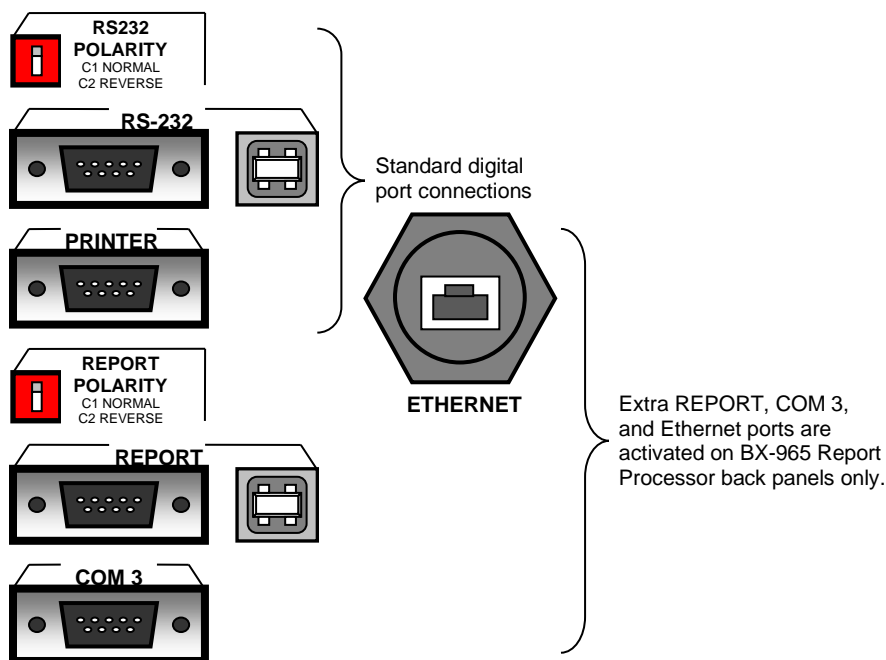 RS232
POLARITY
C1 NORMAL
C2 REVERSE
RS-232
PRINTER
Standard digital
port connections
REPORT
POLARITY
C1 NORMAL
C2 REVERSE
REPORT
COM 3
ETHERNET
Extra REPORT, COM 3,
and Ethernet ports are
activated on BX-965 Report
Processor back panels only.